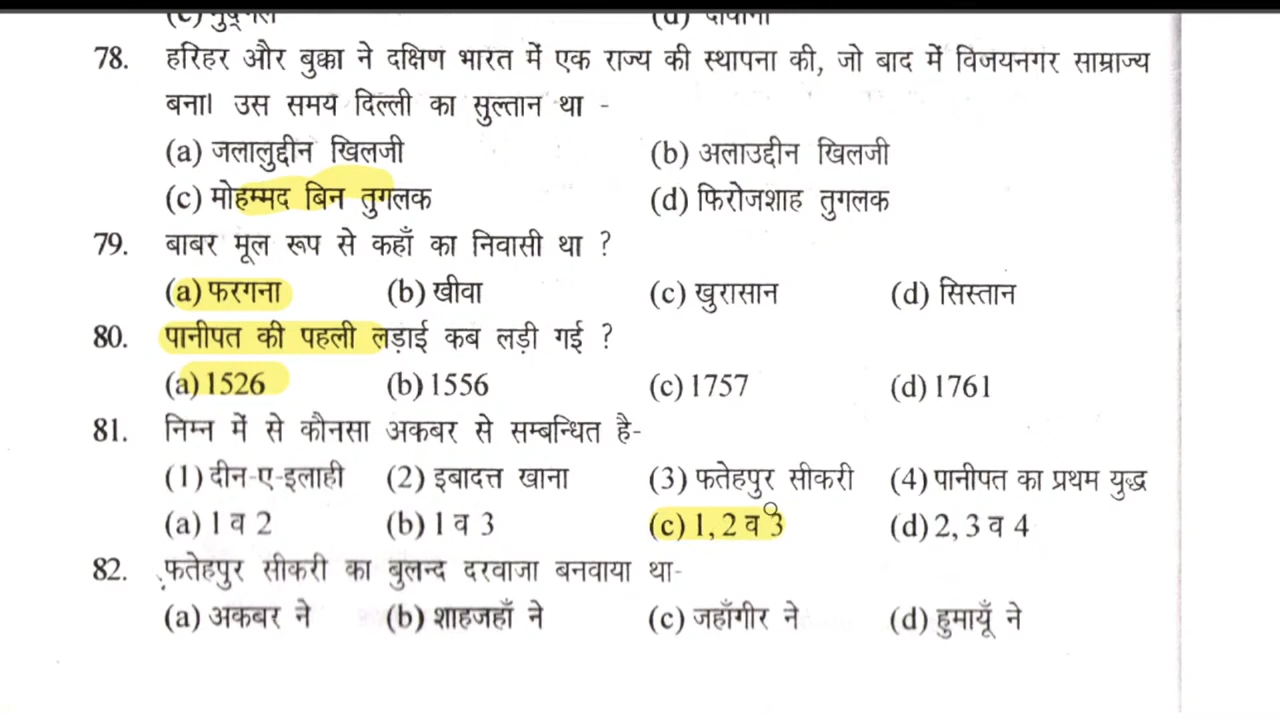 78. हरिहर और बुक्का ने दक्षिण भारत में एक राज्य की स्थापना की, जो बाद में विजयनगर साम्राज्य
बना। उस समय दिल्ली का सुल्तान था -
(a) जलालुद्दीन खिलजी (b) अलाउद्दीन खिलजी
(c) मोहम्मद बिन तुगलक (d) फिरोजशाह तुगलक
79. बाबर मूल रूप से कहाँ का निवासी था ?
(a) फरगना (b) खीवा (c) खुरासान (d) सिस्तान
80. पानीपत की पहली लड़ाई कब लड़ी गई ?
(a) 1526 (b) 1556 (c) 1757 (d) 1761
81. निम्न में से कौनसा अकबर से सम्बन्धित है-
(1) दीन-ए-इलाही (2) इबादत्त खाना (3) फतेहपुर सीकरी (4) पानीपत का प्रथम युद्ध
(a) 1 व 2 (b) 1 व 3 (c) 1, 2 व 3 (d) 2, 3 व 4
82. फतेहपुर सीकरी का बुलन्द दरवाजा बनवाया था-
(a) अकबर ने (b) शाहजहाँ ने (c) जहाँगीर ने (d) हुमायूँ ने